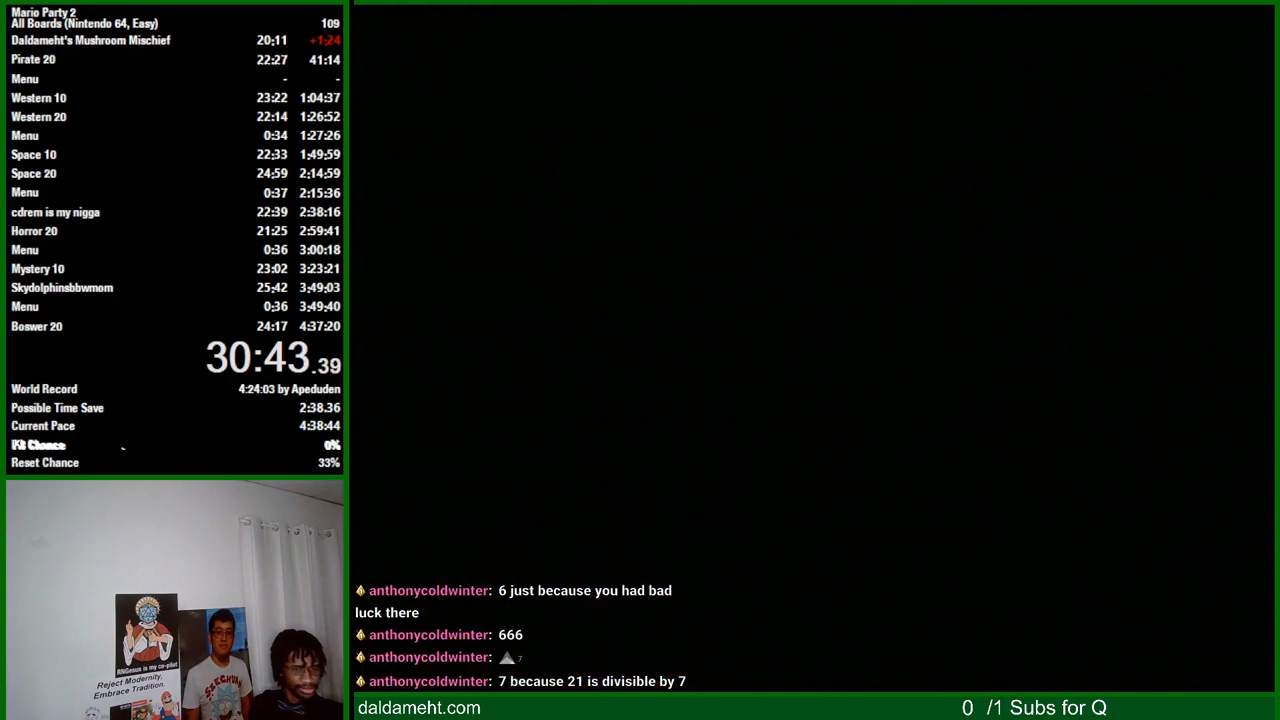 Mario Party 2
All Boards (Nintendo 64, Easy) 109
Daldameht's Mushroom Mischief 20:11 +1:24
Pirate 20 22:27 41:14
Menu - -
Western 10 23:22 1:04:37
Western 20 22:14 1:26:52
Menu 0:34 1:27:26
Space 10 22:33 1:49:59
Space 20 24:59 2:14:59
Menu 0:37 2:15:36
cdrem is my nigga 22:39 2:38:16
Horror 20 21:25 2:59:41
Menu 0:36 3:00:18
Mystery 10 23:02 3:23:21
Skydolphinsbbwmom 25:42 3:49:03
Menu 0:36 3:49:40
Boswer 20 24:17 4:37:20
30:43.39
World Record 4:24:03 by Apeduden
Possible Time Save 2:38.36
Current Pace 4:38:44
Chance 0%
Reset Chance 33%
RNGesus is my co-pilot
Reject Modernity,
Embrace Tradition.
anthonycoldwinter: 6 just because you had bad
luck there
anthonycoldwinter: 666
anthonycoldwinter: 7
anthonycoldwinter: 7 because 21 is divisible by 7
daldameht.com 0 /1 Subs for Q